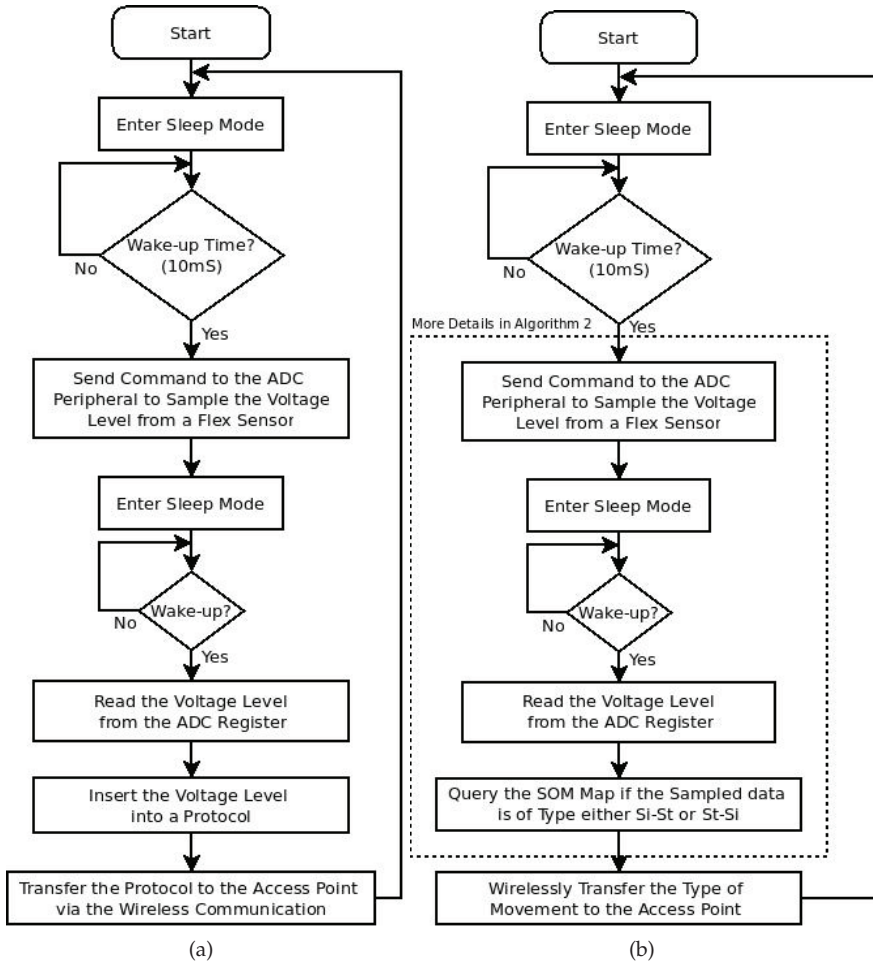 Start
Enter Sleep Mode
Wake-up Time?
(10mS)
No
Yes
Send Command to the ADC
Peripheral to Sample the Voltage
Level from a Flex Sensor
Enter Sleep Mode
Wake-up?
No
Yes
Read the Voltage Level
from the ADC Register
Insert the Voltage Level
into a Protocol
Transfer the Protocol to the Access Point
via the Wireless Communication
(a)
Start
Enter Sleep Mode
Wake-up Time?
(10mS)
No
Yes
More Details in Algorithm 2
Send Command to the ADC
Peripheral to Sample the Voltage
Level from a Flex Sensor
Enter Sleep Mode
Wake-up?
No
Yes
Read the Voltage Level
from the ADC Register
Query the SOM Map if the Sampled data
is of Type either Si-St or St-Si
Wirelessly Transfer the Type of
Movement to the Access Point
(b)